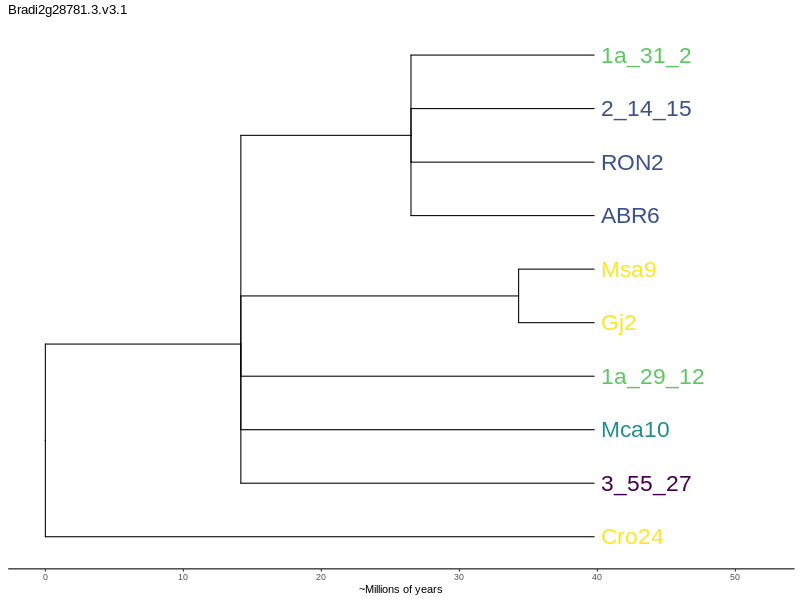 Bradi2g28781.3.v3.1
1a_31_2
2_14_15
RON2
ABR6
Msa9
Gj2
1a_29_12
Mca10
3_55_27
Cro24
0 10 20 30 40 50
~Millions of years